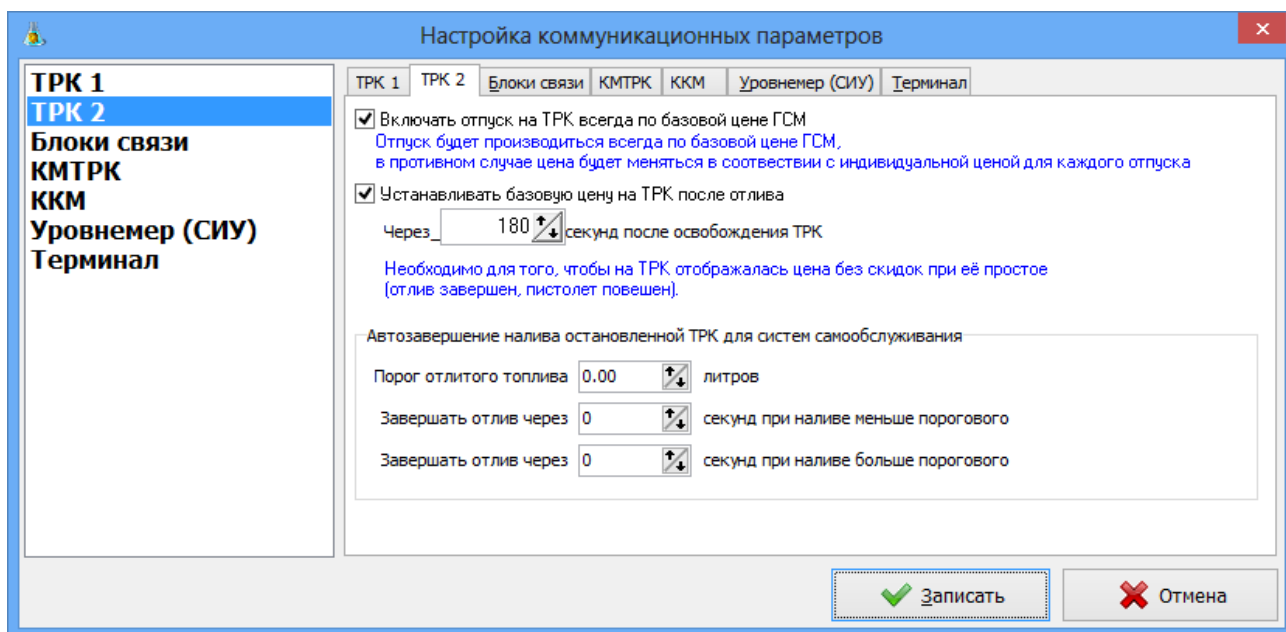 Настройка коммуникационных параметров
ТРК 1
ТРК 2
Блоки связи
КМТРК
ККМ
Уровнемер (СИУ)
Терминал
ТРК 1 ТРК 2 Блоки связи КМТРК ККМ Уровнемер (СИУ) Терминал
Включать отпуск на ТРК всегда по базовой цене ГСМ
Отпуск будет производиться всегда по базовой цене ГСМ,
в противном случае цена будет меняться в соотвествии с индивидуальной ценой для каждого отпуска
Устанавливать базовую цену на ТРК после отлива
Через_ 180 секунд после освобождения ТРК
Необходимо для того, чтобы на ТРК отображалась цена без скидок при её простое
(отлив завершен, пистолет повешен).
Автозавершение налива остановленной ТРК для систем самообслуживания
Порог отлитого топлива 0.00 литров
Завершать отлив через 0 секунд при наливе меньше порогового
Завершать отлив через 0 секунд при наливе больше порогового
Записать Отмена